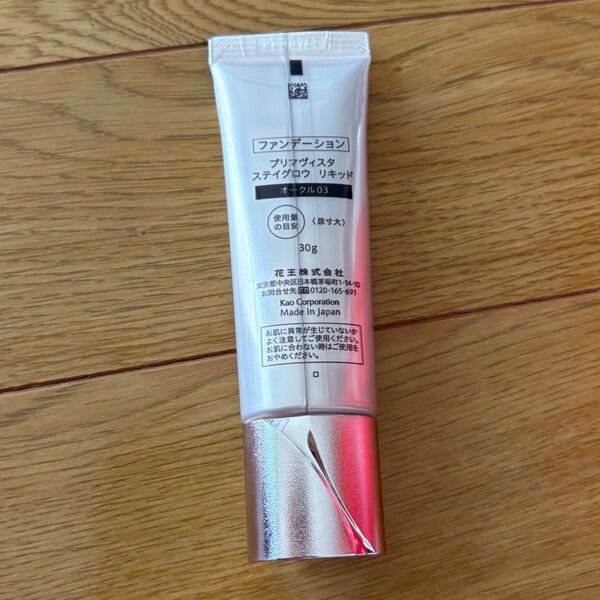 ファンデーション
プリマヴィスタ
ステイグロウ リキッド
オークル03
使用量
の目安
〈原寸大〉
30g
花王株式会社
東京都中央区日本橋茅場町1-14-10
お問合せ先 0120-165-691
Kao Corporation
Made in Japan
お肌に異常が生じていないか
よく注意してご使用ください。
お肌に合わない時はご使用を
おやめください。